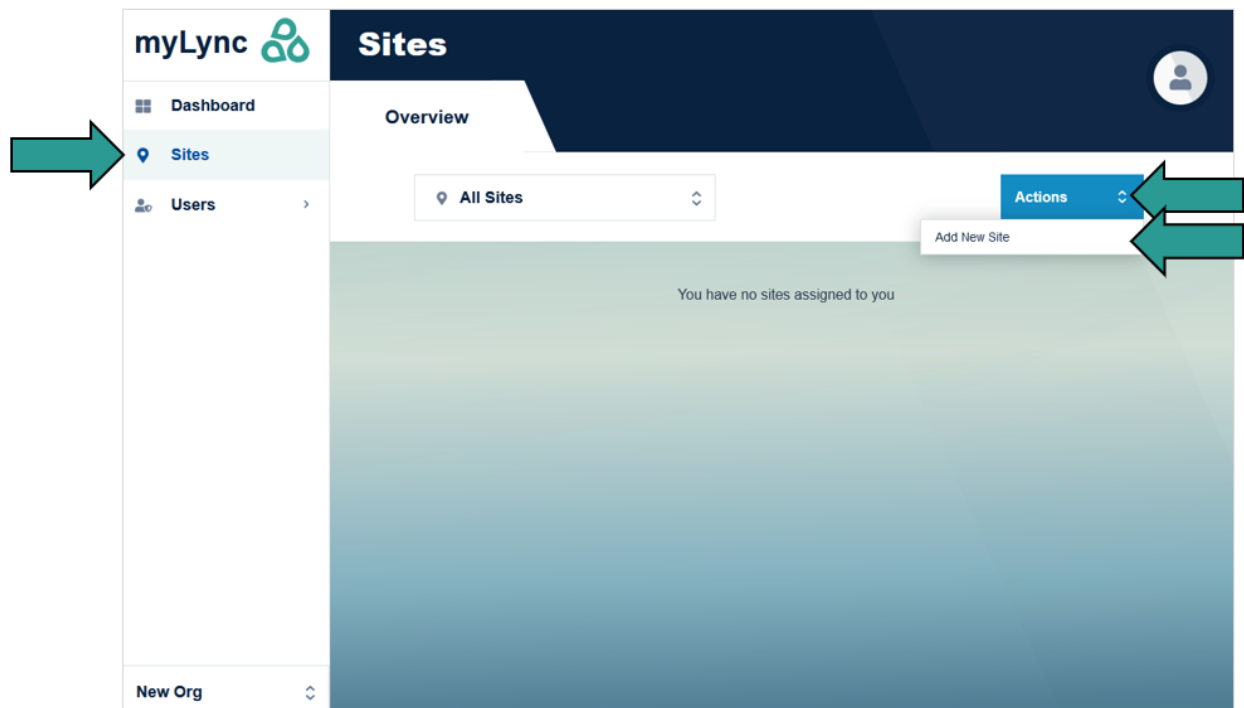 myLync
Sites
Dashboard
Overview
Sites
All Sites
Actions
Users
Add New Site
You have no sites assigned to you
New Org